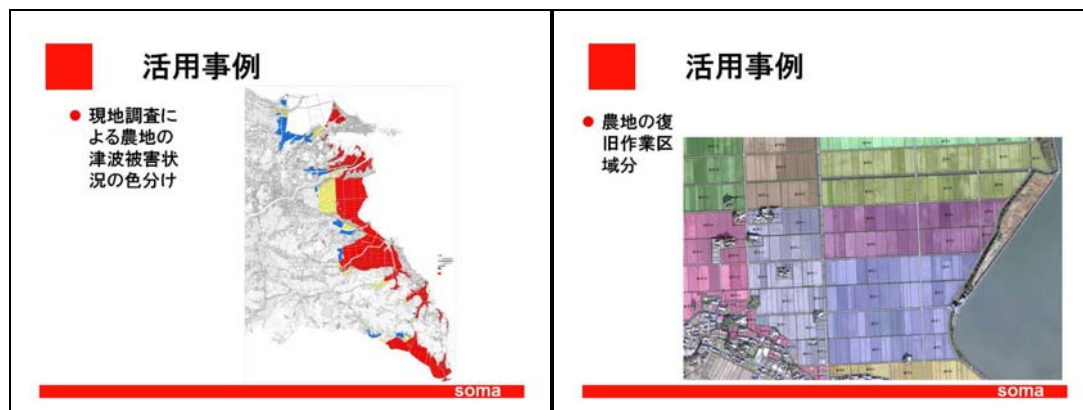 活用事例
現地調査に
よる農地の
津波被害状
況の色分け
soma
活用事例
農地の復
旧作業区
域分
soma